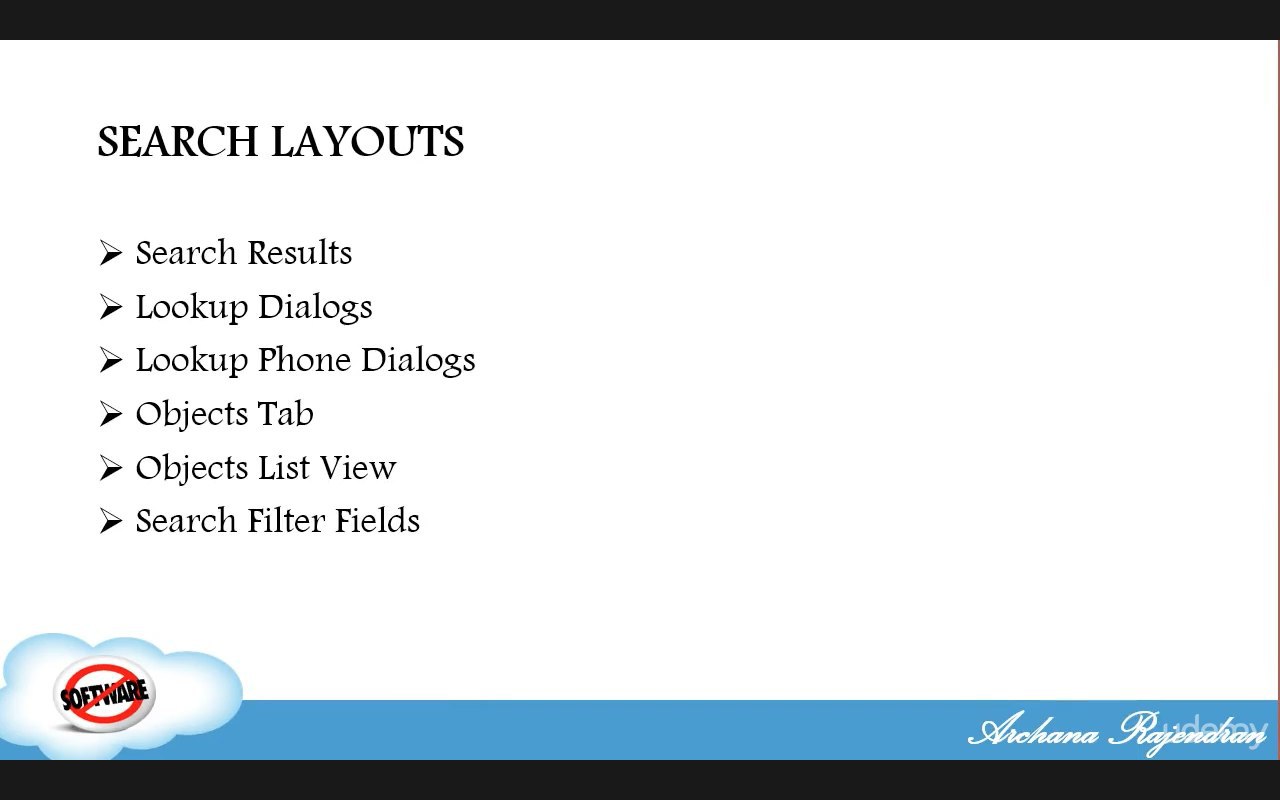 SEARCH LAYOUTS
➢ Search Results
➢ Lookup Dialogs
➢ Lookup Phone Dialogs
➢ Objects Tab
➢ Objects List View
➢ Search Filter Fields
SOFTWARE
Archana Rajendran
udemy